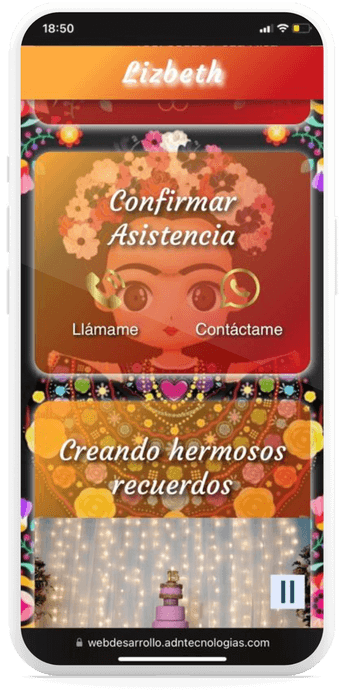 18:50
Lizbeth
Confirmar
Asistencia
Llámame
Contáctame
Creando hermosos
recuerdos
webdesarrollo.adntecnologias.com